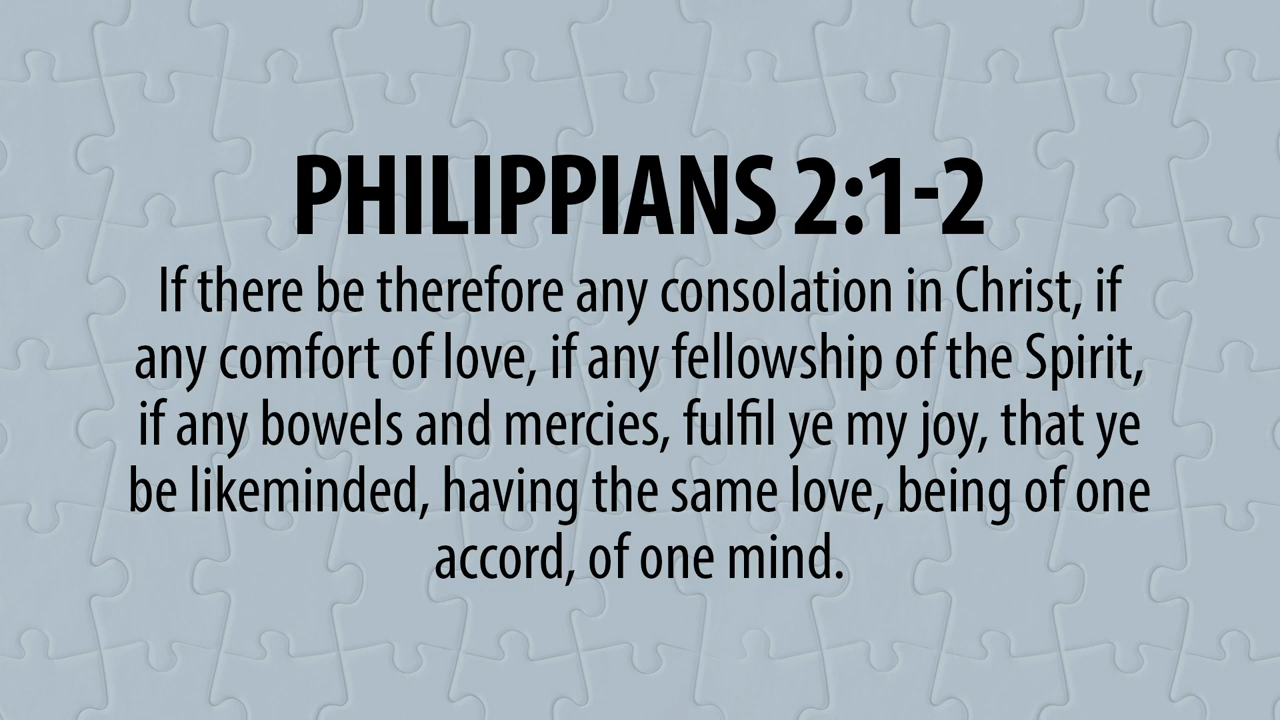 PHILIPPIANS 2:1-2
If there be therefore any consolation in Christ, if
any comfort of love, if any fellowship of the Spirit,
if any bowels and mercies, fulfil ye my joy, that ye
be likeminded, having the same love, being of one
accord, of one mind.